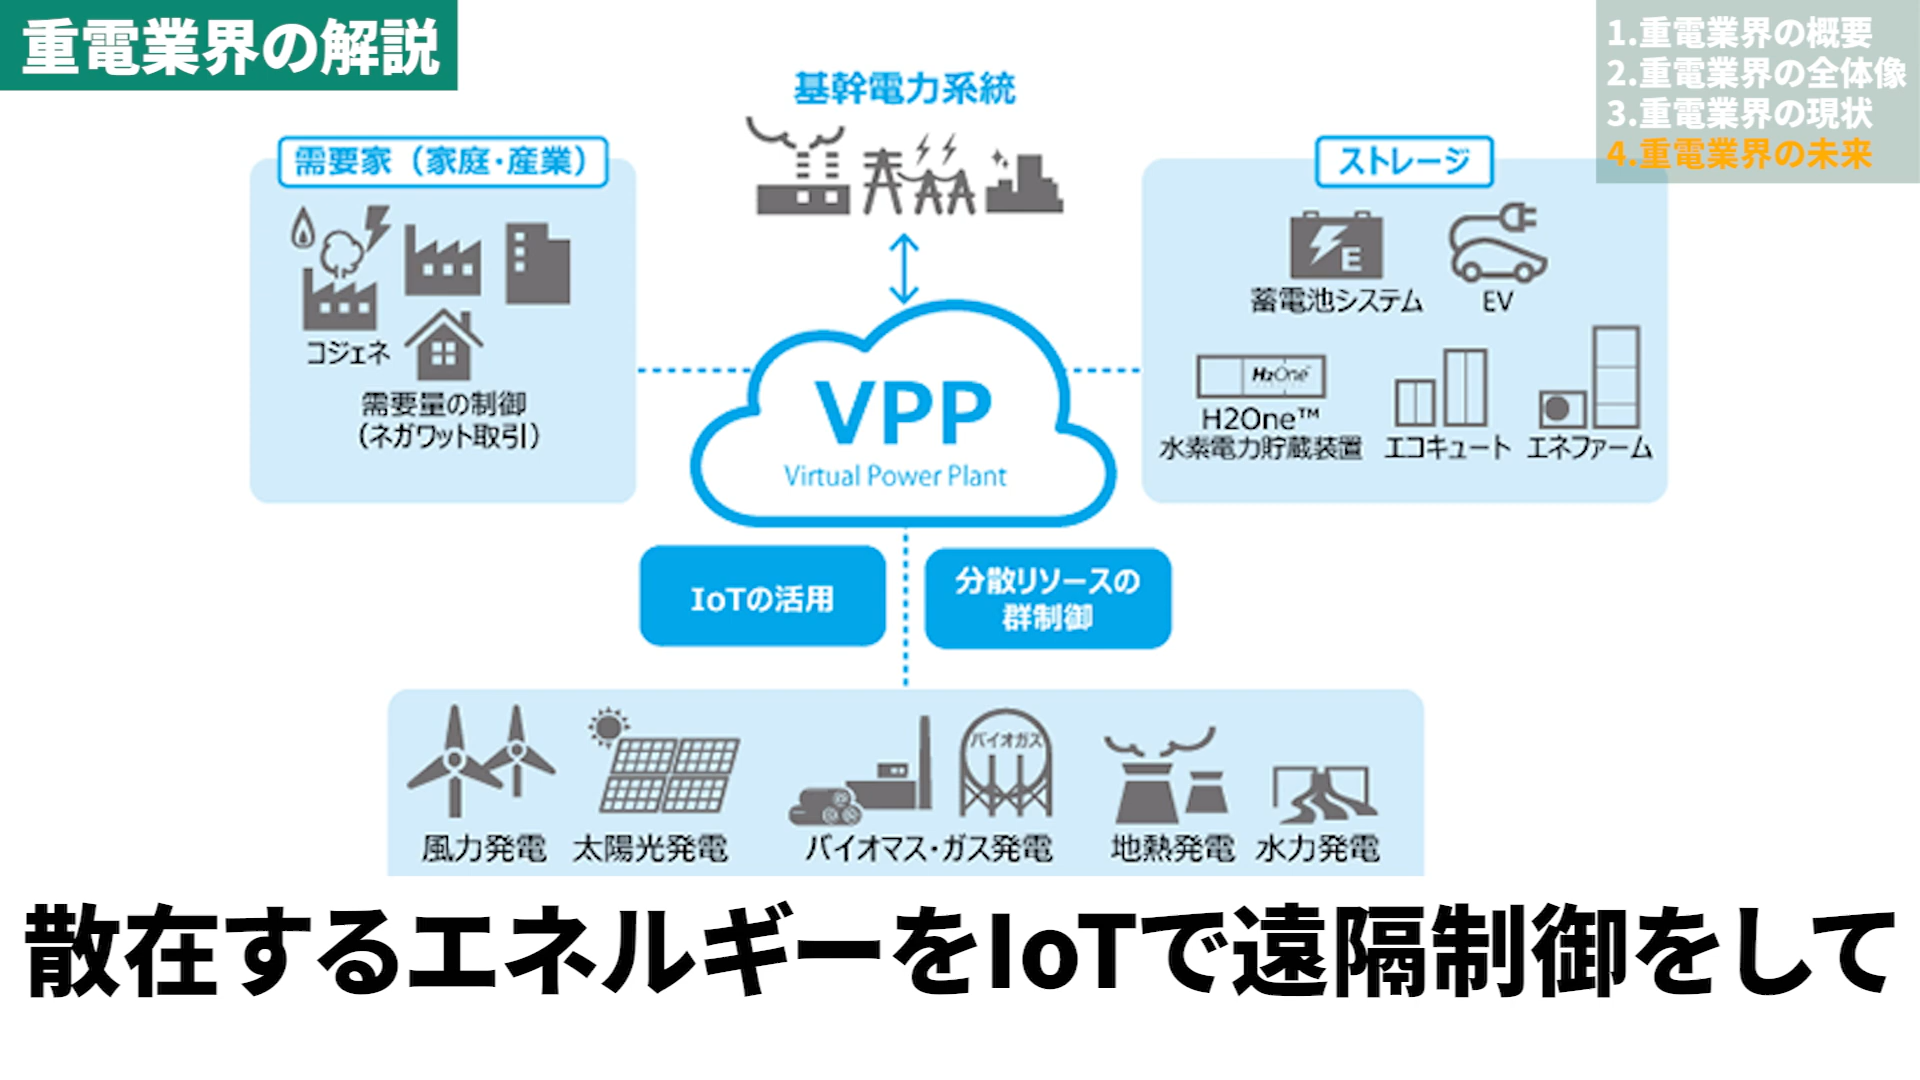 重電業界の解説
1.重電業界の概要
2.重電業界の全体像
3.重電業界の現状
4.重電業界の未来
基幹電力系統
需要家（家庭・産業）
コジェネ
需要量の制御
（ネガワット取引）
ストレージ
E
蓄電池システム
EV
H2One™
H2One™
水素電力貯蔵装置
エコキュート
エネファーム
VPP
Virtual Power Plant
IoTの活用
分散リソースの
群制御
バイオガス
風力発電
太陽光発電
バイオマス・ガス発電
地熱発電
水力発電
散在するエネルギーをIoTで遠隔制御をして